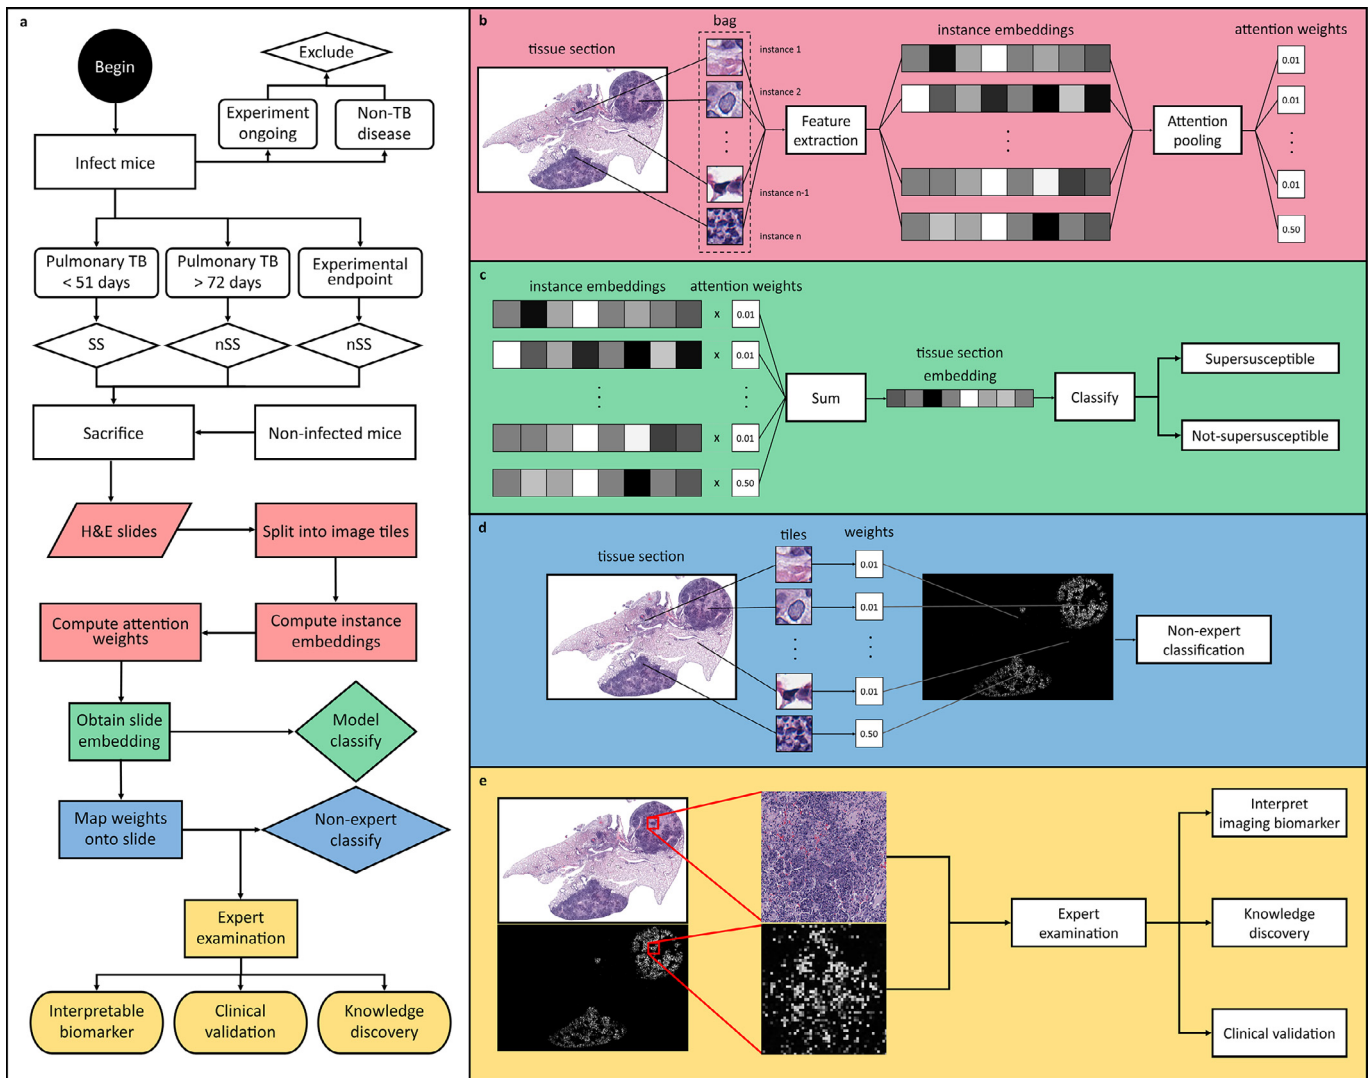 a
Begin
Exclude
Experiment
ongoing
Non-TB
disease
Infect mice
Pulmonary TB
< 51 days
Pulmonary TB
> 72 days
Experimental
endpoint
SS
nSS
nSS
Sacrifice
Non-infected mice
H&E slides
Split into image tiles
Compute attention
weights
Compute instance
embeddings
Obtain slide
embedding
Model
classify
Map weights
onto slide
Non-expert
classify
Expert
examination
Interpretable
biomarker
Clinical
validation
Knowledge
discovery
b
tissue section
bag
instance 1
instance 2
instance n-1
instance n
Feature
extraction
instance embeddings
Attention
pooling
attention weights
0.01
0.01
0.01
0.50
c
instance embeddings
attention weights
x
0.01
x
0.01
x
0.01
x
0.50
Sum
tissue section
embedding
Classify
Supersusceptible
Not-supersusceptible
d
tissue section
tiles
weights
0.01
0.01
0.01
0.50
Non-expert
classification
e
Expert
examination
Interpret
imaging biomarker
Knowledge
discovery
Clinical validation